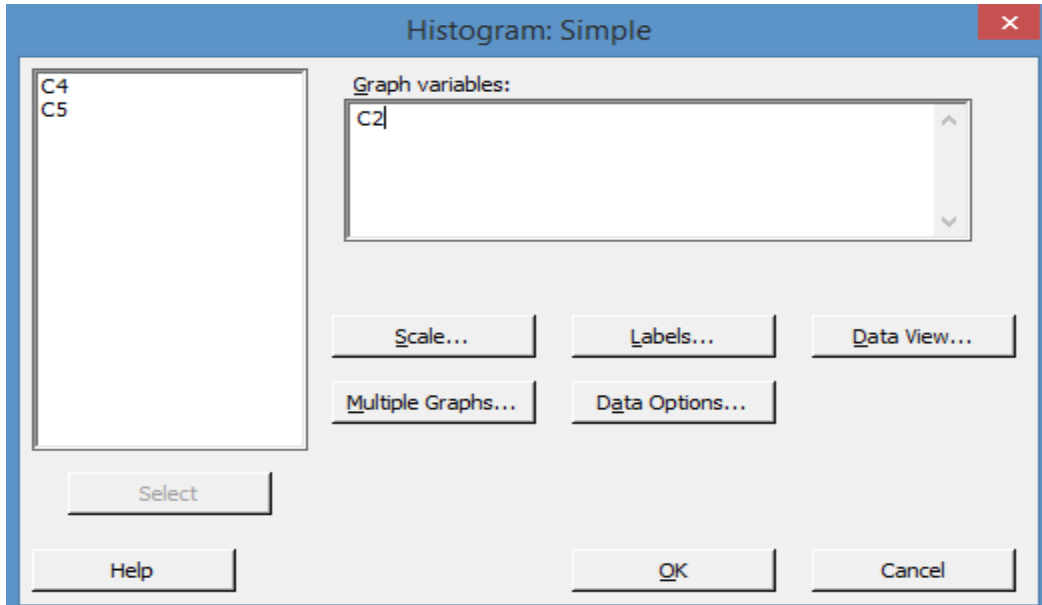 Histogram: Simple
C4
C5
Graph variables:
C2
Scale...
Labels...
Data View...
Multiple Graphs...
Data Options...
Select
Help
OK
Cancel